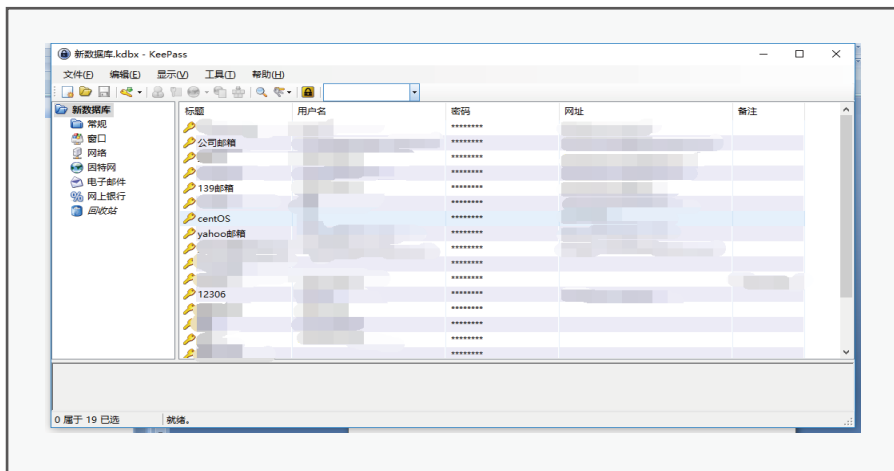 新数据库.kdbx - KeePass
文件(F) 编辑(E) 显示(V) 工具(T) 帮助(H)
新数据库
常规
窗口
网络
因特网
电子邮件
网上银行
回收站
标题 用户名 密码 网址 备注
********
公司邮箱 ********
********
********
139邮箱 ********
********
centOS ********
yahoo邮箱 ********
********
********
********
12306 ********
********
********
********
********
0 属于 19 已选 就绪。